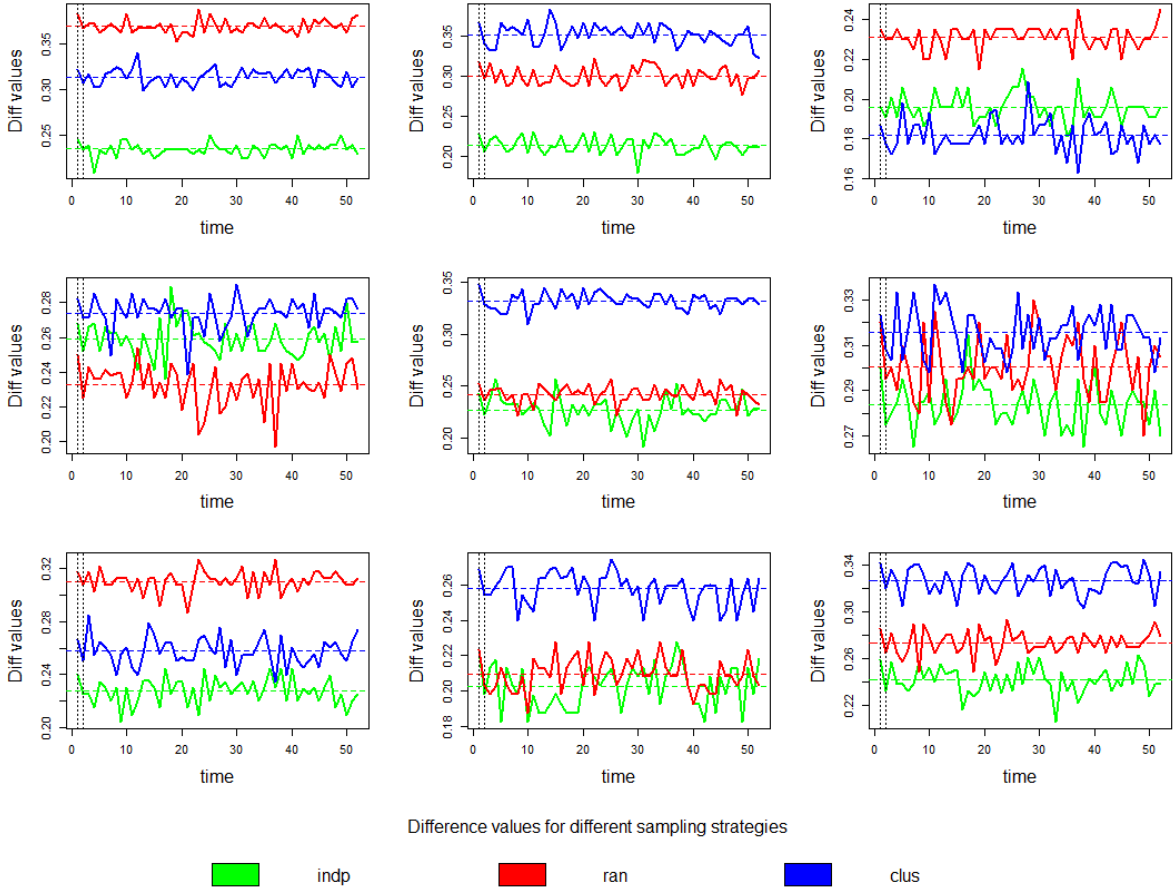 Diff values
0.35
0.30
0.25
0 10 20 30 40 50
time
Diff values
0.35
0.30
0.25
0.20
0 10 20 30 40 50
time
Diff values
0.24
0.22
0.20
0.18
0.16
0 10 20 30 40 50
time
Diff values
0.28
0.26
0.24
0.22
0.20
0 10 20 30 40 50
time
Diff values
0.35
0.30
0.25
0.20
0 10 20 30 40 50
time
Diff values
0.33
0.31
0.29
0.27
0 10 20 30 40 50
time
Diff values
0.32
0.28
0.24
0.20
0 10 20 30 40 50
time
Diff values
0.26
0.22
0.20
0.18
0 10 20 30 40 50
time
Diff values
0.34
0.30
0.26
0.22
0 10 20 30 40 50
time
Difference values for different sampling strategies
indp ran clus